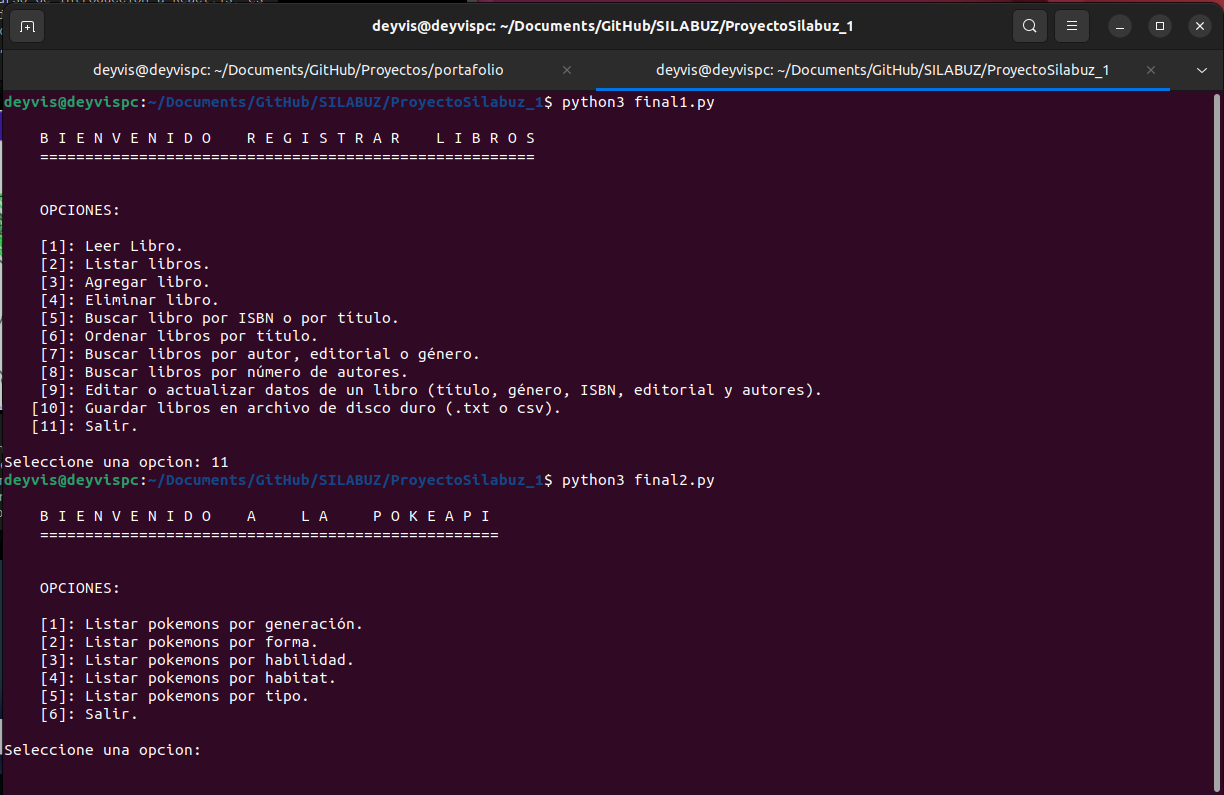 deyvis@deyvispc: ~/Documents/GitHub/SILABUZ/ProyectoSilabuz_1
deyvis@deyvispc: ~/Documents/GitHub/Proyectos/portafolio
deyvis@deyvispc: ~/Documents/GitHub/SILABUZ/ProyectoSilabuz_1
deyvis@deyvispc:~/Documents/GitHub/SILABUZ/ProyectoSilabuz_1$ python3 final1.py
B I E N V E N I D O   R E G I S T R A R   L I B R O S
=======================================================
OPCIONES:
[1]: Leer Libro.
[2]: Listar libros.
[3]: Agregar libro.
[4]: Eliminar libro.
[5]: Buscar libro por ISBN o por título.
[6]: Ordenar libros por título.
[7]: Buscar libros por autor, editorial o género.
[8]: Buscar libros por número de autores.
[9]: Editar o actualizar datos de un libro (título, género, ISBN, editorial y autores).
[10]: Guardar libros en archivo de disco duro (.txt o csv).
[11]: Salir.
Seleccione una opcion: 11
deyvis@deyvispc:~/Documents/GitHub/SILABUZ/ProyectoSilabuz_1$ python3 final2.py
B I E N V E N I D O   A   L A   P O K E A P I
===================================================
OPCIONES:
[1]: Listar pokemons por generación.
[2]: Listar pokemons por forma.
[3]: Listar pokemons por habilidad.
[4]: Listar pokemons por habitat.
[5]: Listar pokemons por tipo.
[6]: Salir.
Seleccione una opcion: